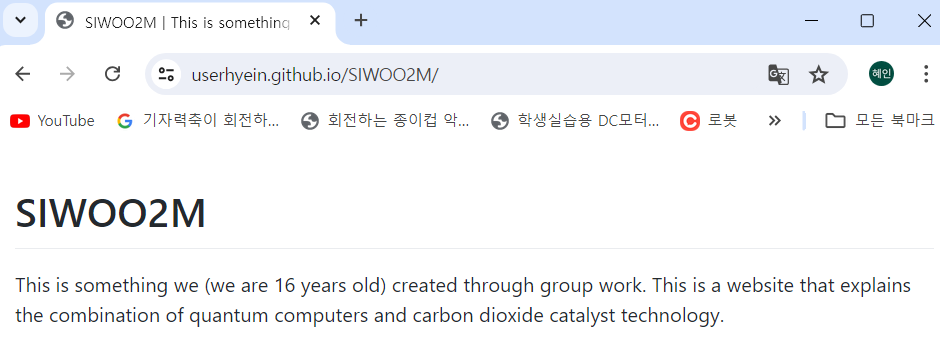 SIWOO2M | This is something
userhyein.github.io/SIWOO2M/
혜인
YouTube
기자력족이 회전하...
회전하는 종이컵 악...
학생실습용 DC모터...
로봇
모든 북마크
SIWOO2M
This is something we (we are 16 years old) created through group work. This is a website that explains
the combination of quantum computers and carbon dioxide catalyst technology.